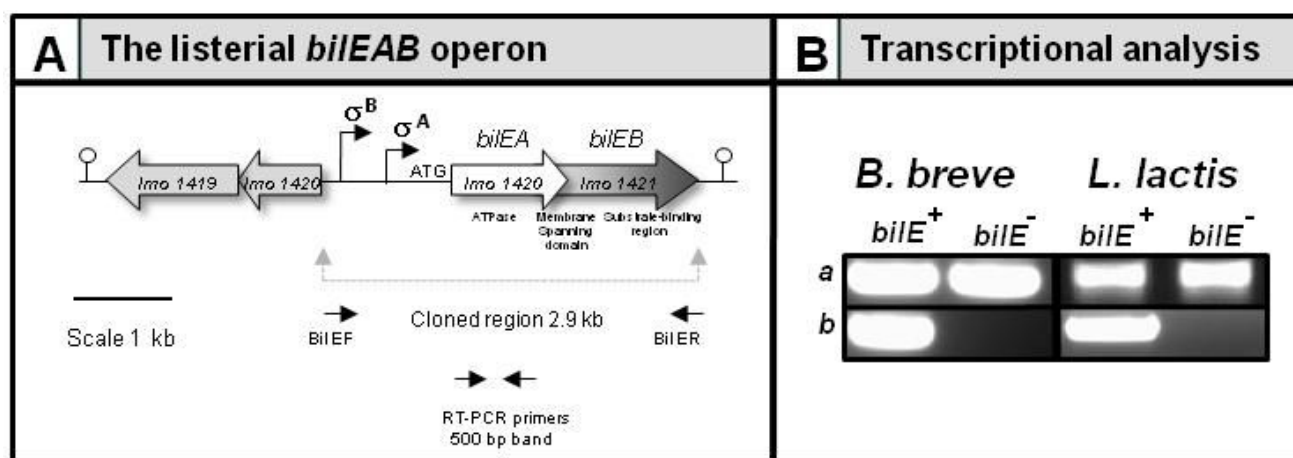 A The listerial bilEAB operon
σB
σA
bilEA bilEB
ATG
lmo 1419 lmo 1420 lmo 1420 lmo 1421
ATPase Membrane Spanning domain Substrate-binding region
Cloned region 2.9 kb
Scale 1 kb
BilEF BilER
RT-PCR primers
500 bp band
B Transcriptional analysis
B. breve L. lactis
bilE+ bilE- bilE+ bilE-
a
b